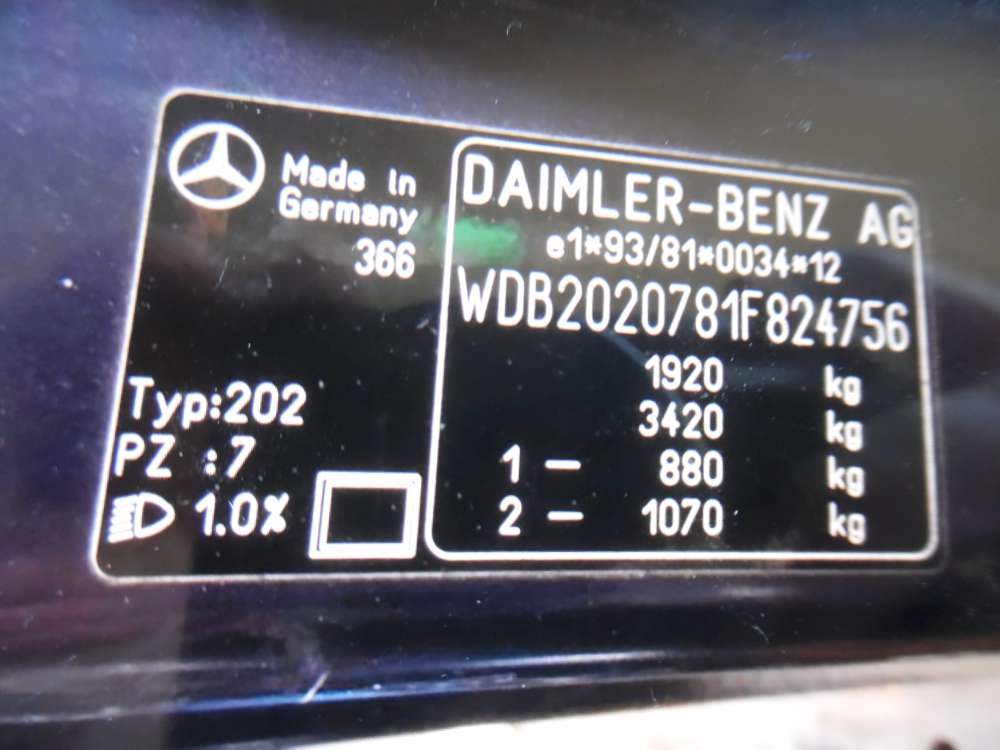 Made in
Germany
366
Typ:202
PZ :7
1.0%
DAIMLER-BENZ AG
e1*93/81*0034*12
WDB2020781F824756
1920 kg
3420 kg
1 – 880 kg
2 – 1070 kg